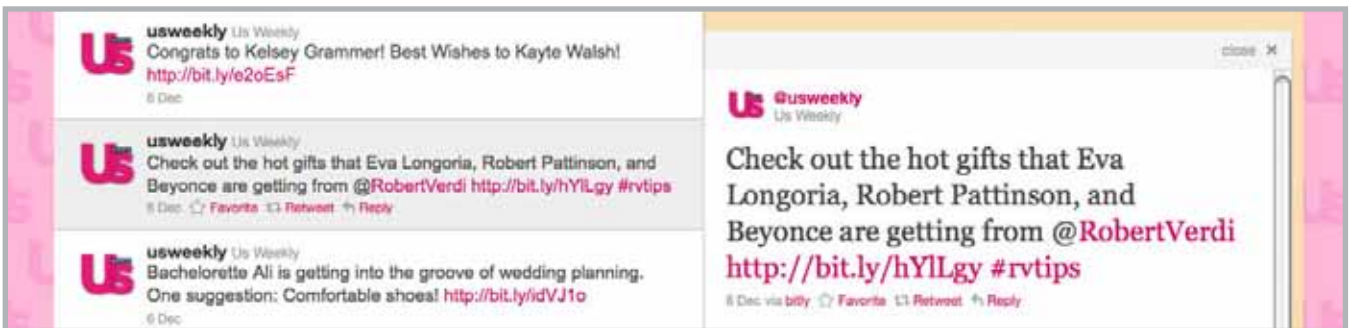 Us
usweekly Us Weekly
Congrats to Kelsey Grammer! Best Wishes to Kayte Walsh!
http://bit.ly/e2oEsF
6 Dec
Us
usweekly Us Weekly
Check out the hot gifts that Eva Longoria, Robert Pattinson, and
Beyonce are getting from @RobertVerdi http://bit.ly/hYlLgy #rvtips
6 Dec Favorite Retweet Reply
Us
usweekly Us Weekly
Bachelorette Ali is getting into the groove of wedding planning.
One suggestion: Comfortable shoes! http://bit.ly/idVJ1o
6 Dec
close ×
Us
@usweekly
Us Weekly
Check out the hot gifts that Eva
Longoria, Robert Pattinson, and
Beyonce are getting from @RobertVerdi
http://bit.ly/hYlLgy #rvtips
6 Dec via bitly Favorite Retweet Reply